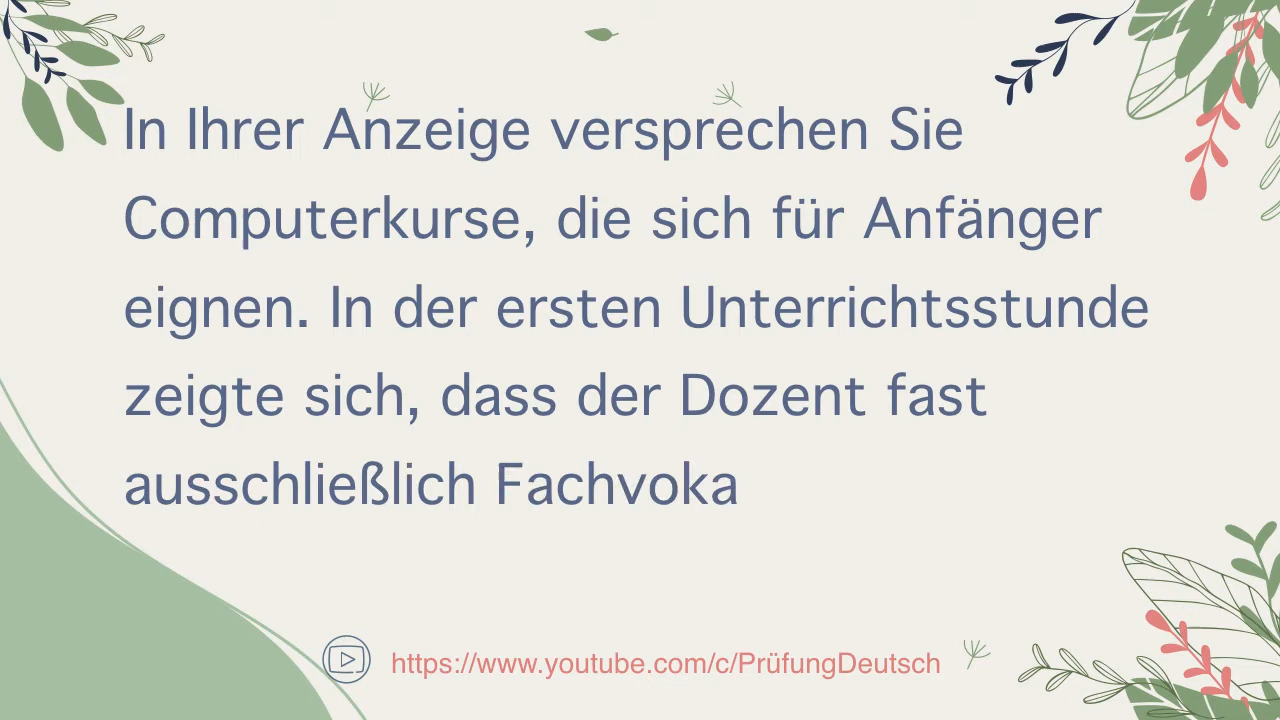 In Ihrer Anzeige versprechen Sie
Computerkurse, die sich für Anfänger
eignen. In der ersten Unterrichtsstunde
zeigte sich, dass der Dozent fast
ausschließlich Fachvoka
https://www.youtube.com/c/PrüfungDeutsch